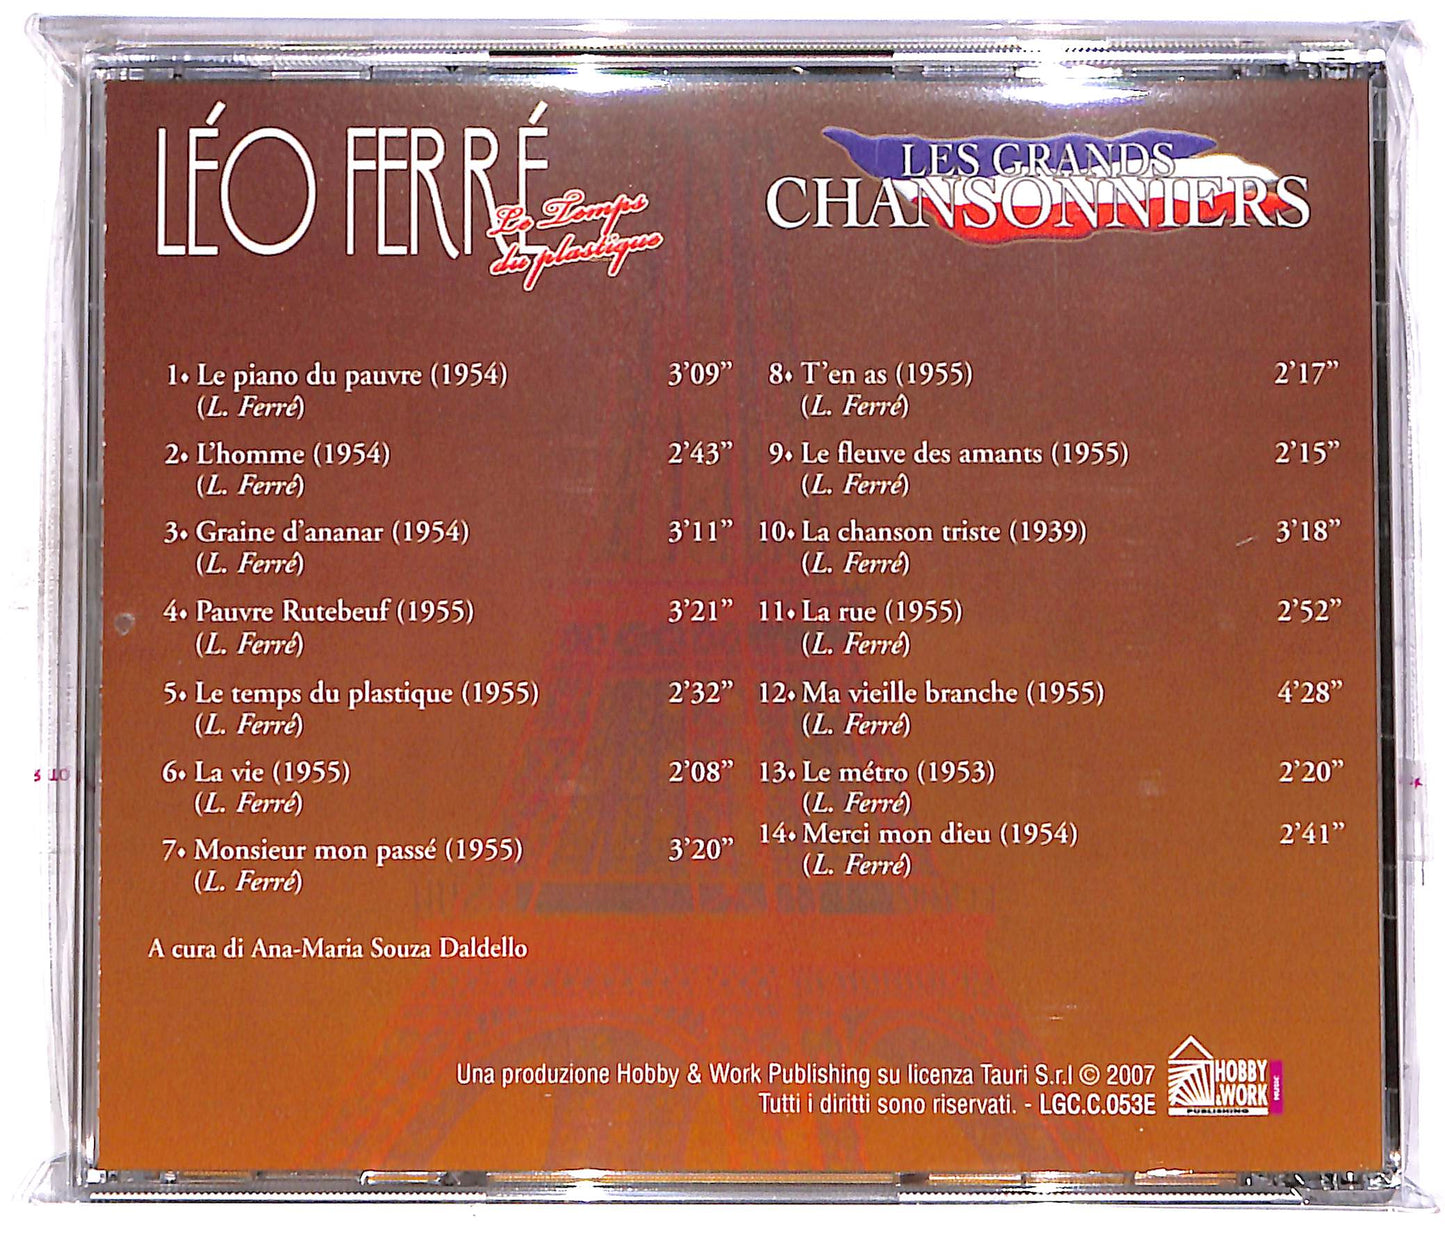 LÉO FERRÉ
Le Temps
du plastique
LES GRANDS
CHANSONNIERS
1♦ Le piano du pauvre (1954) 3’09”
(L. Ferré)
2♦ L’homme (1954) 2’43”
(L. Ferré)
3♦ Graine d’ananar (1954) 3’11”
(L. Ferré)
4♦ Pauvre Rutebeuf (1955) 3’21”
(L. Ferré)
5♦ Le temps du plastique (1955) 2’32”
(L. Ferré)
6♦ La vie (1955) 2’08”
(L. Ferré)
7♦ Monsieur mon passé (1955) 3’20”
(L. Ferré)
8♦ T’en as (1955) 2’17”
(L. Ferré)
9♦ Le fleuve des amants (1955) 2’15”
(L. Ferré)
10♦ La chanson triste (1939) 3’18”
(L. Ferré)
11♦ La rue (1955) 2’52”
(L. Ferré)
12♦ Ma vieille branche (1955) 4’28”
(L. Ferré)
13♦ Le métro (1953) 2’20”
(L. Ferré)
14♦ Merci mon dieu (1954) 2’41”
(L. Ferré)
A cura di Ana-Maria Souza Daldello
Una produzione Hobby & Work Publishing su licenza Tauri S.r.l © 2007
Tutti i diritti sono riservati. - LGC.C.053E
HOBBY
& WORK
PUBLISHING
MUSIC